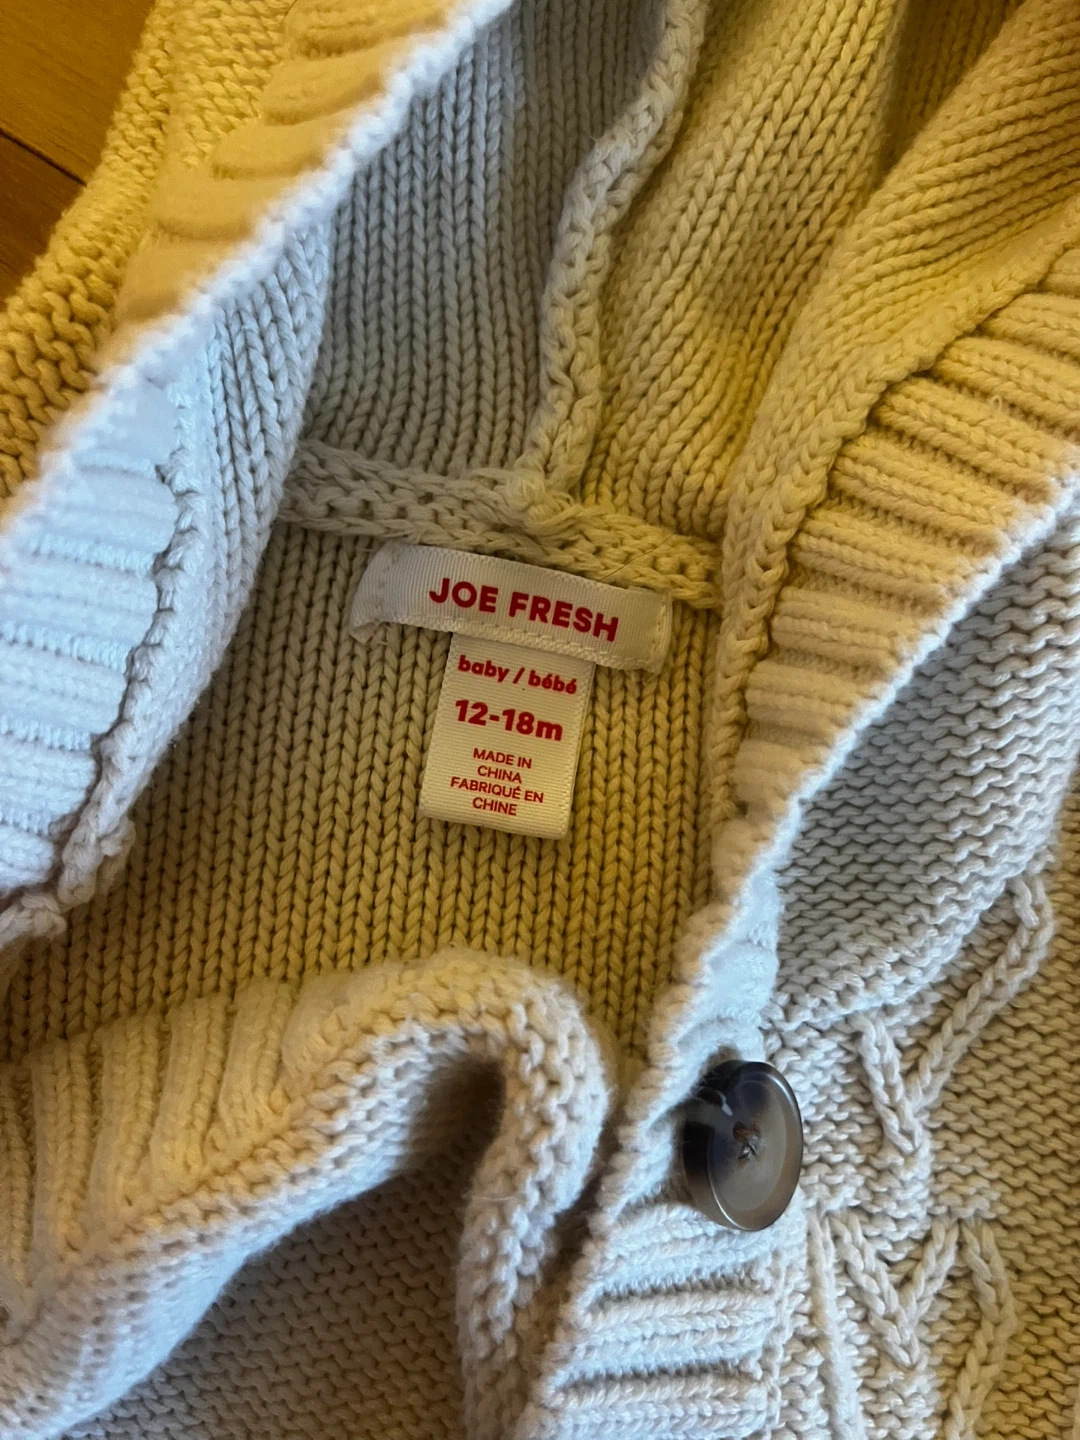 JOE FRESH
baby / bébé
12-18m
MADE IN
CHINA
FABRIQUÉ EN
CHINE